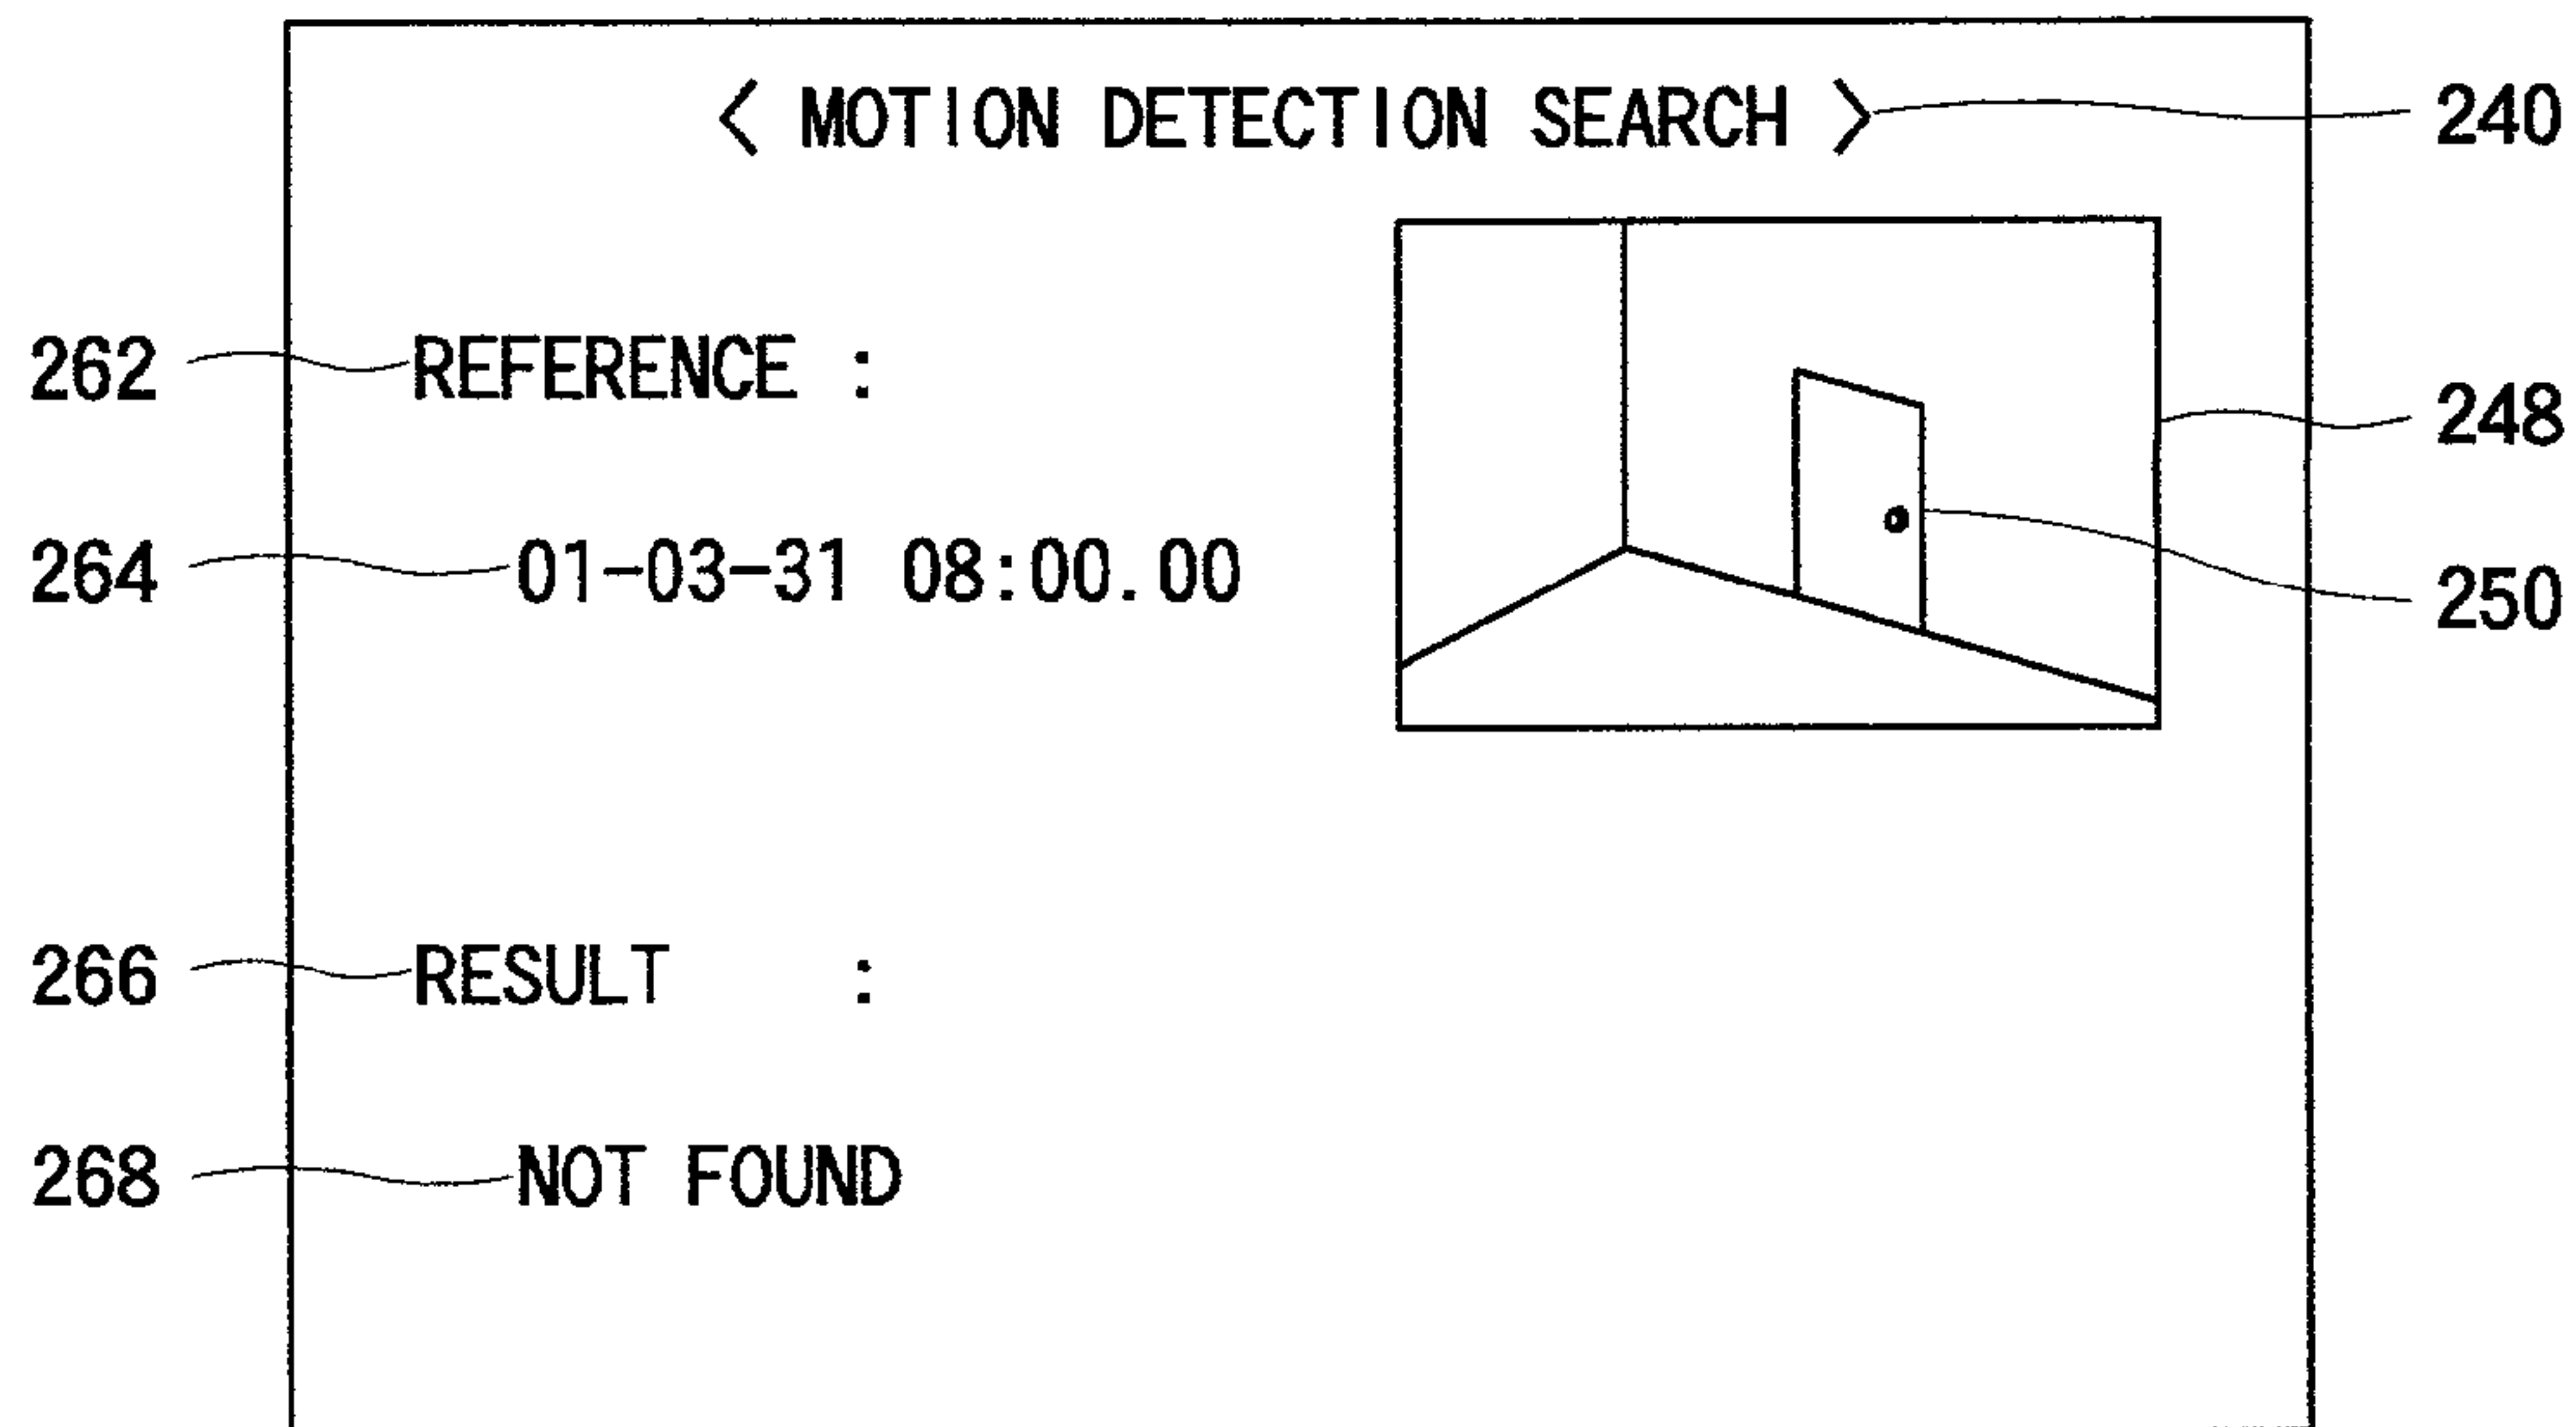 < MOTION DETECTION SEARCH > 240
262 REFERENCE :
248
264 01-03-31 08:00.00
250
266 RESULT :
268 NOT FOUND